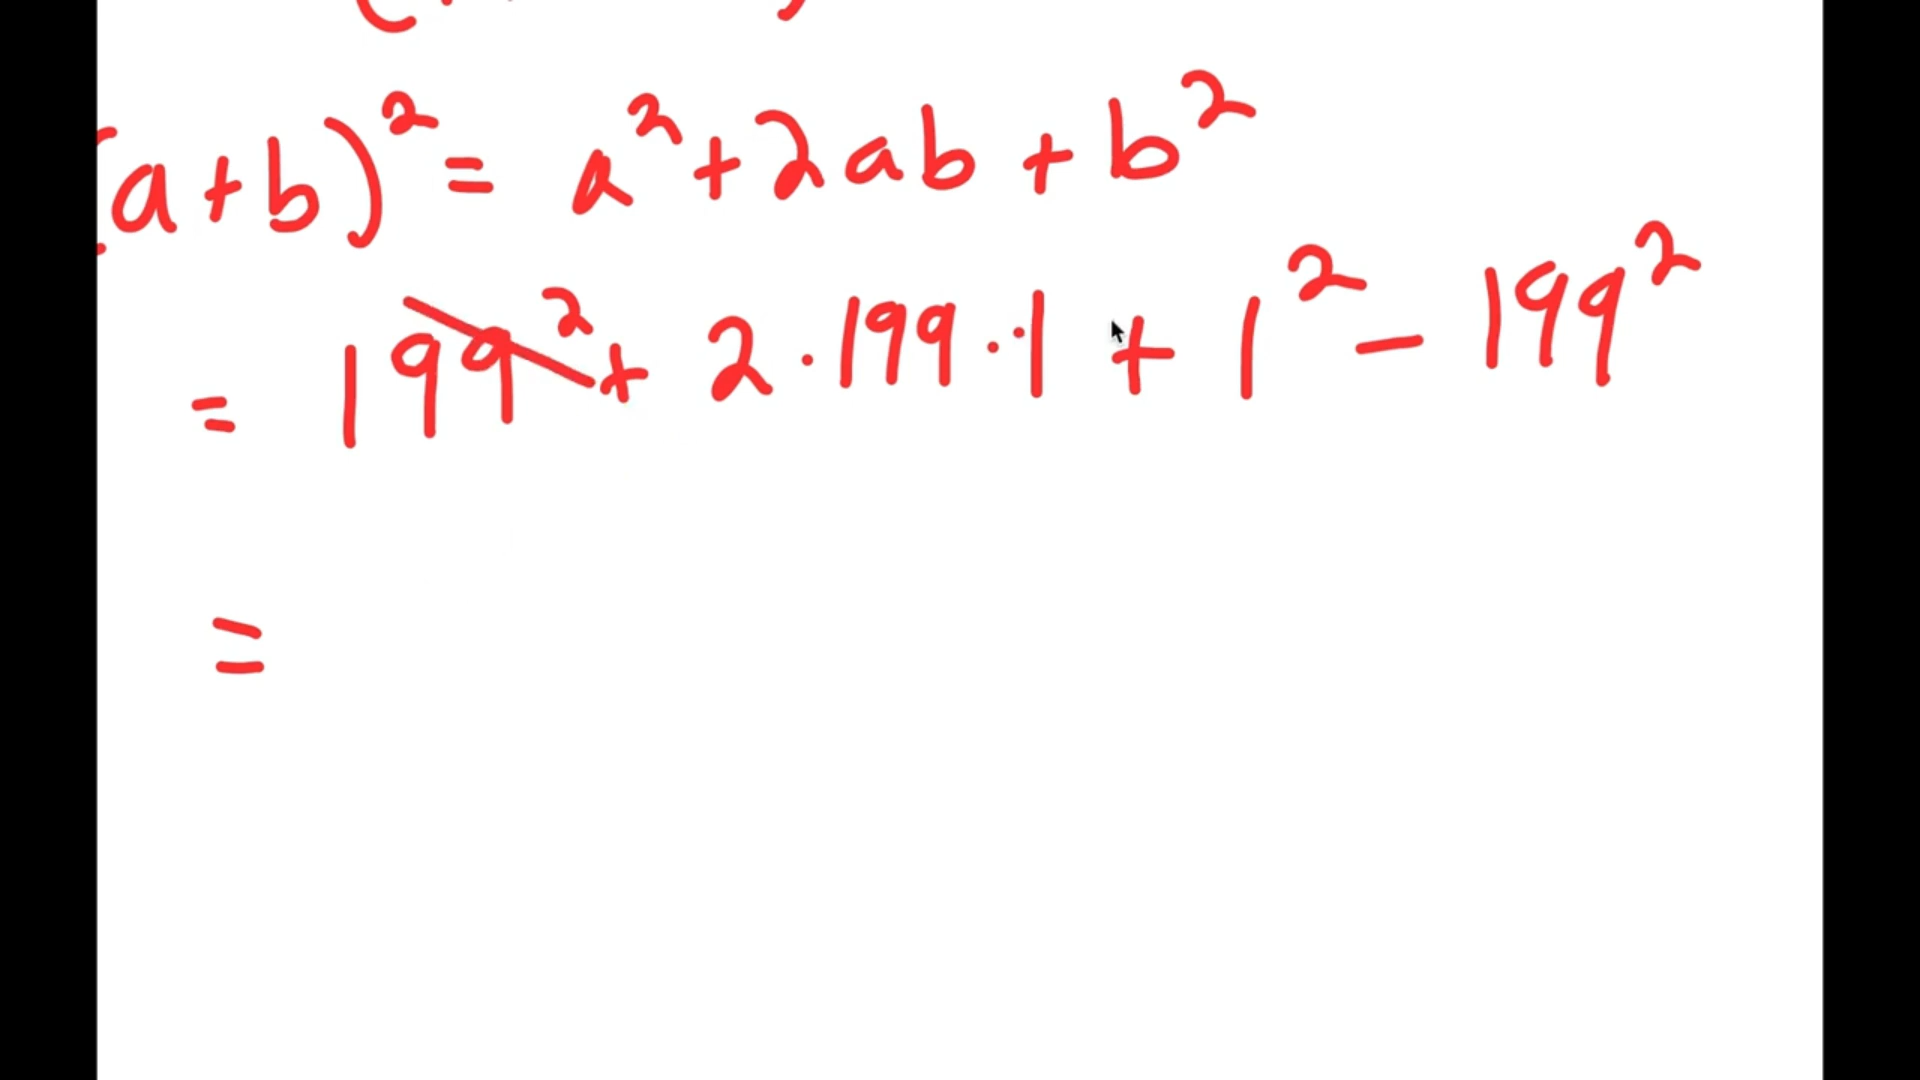 (a+b)²= a²+2ab+b²
= 199²+ 2·199·1 + 1² - 199²
=